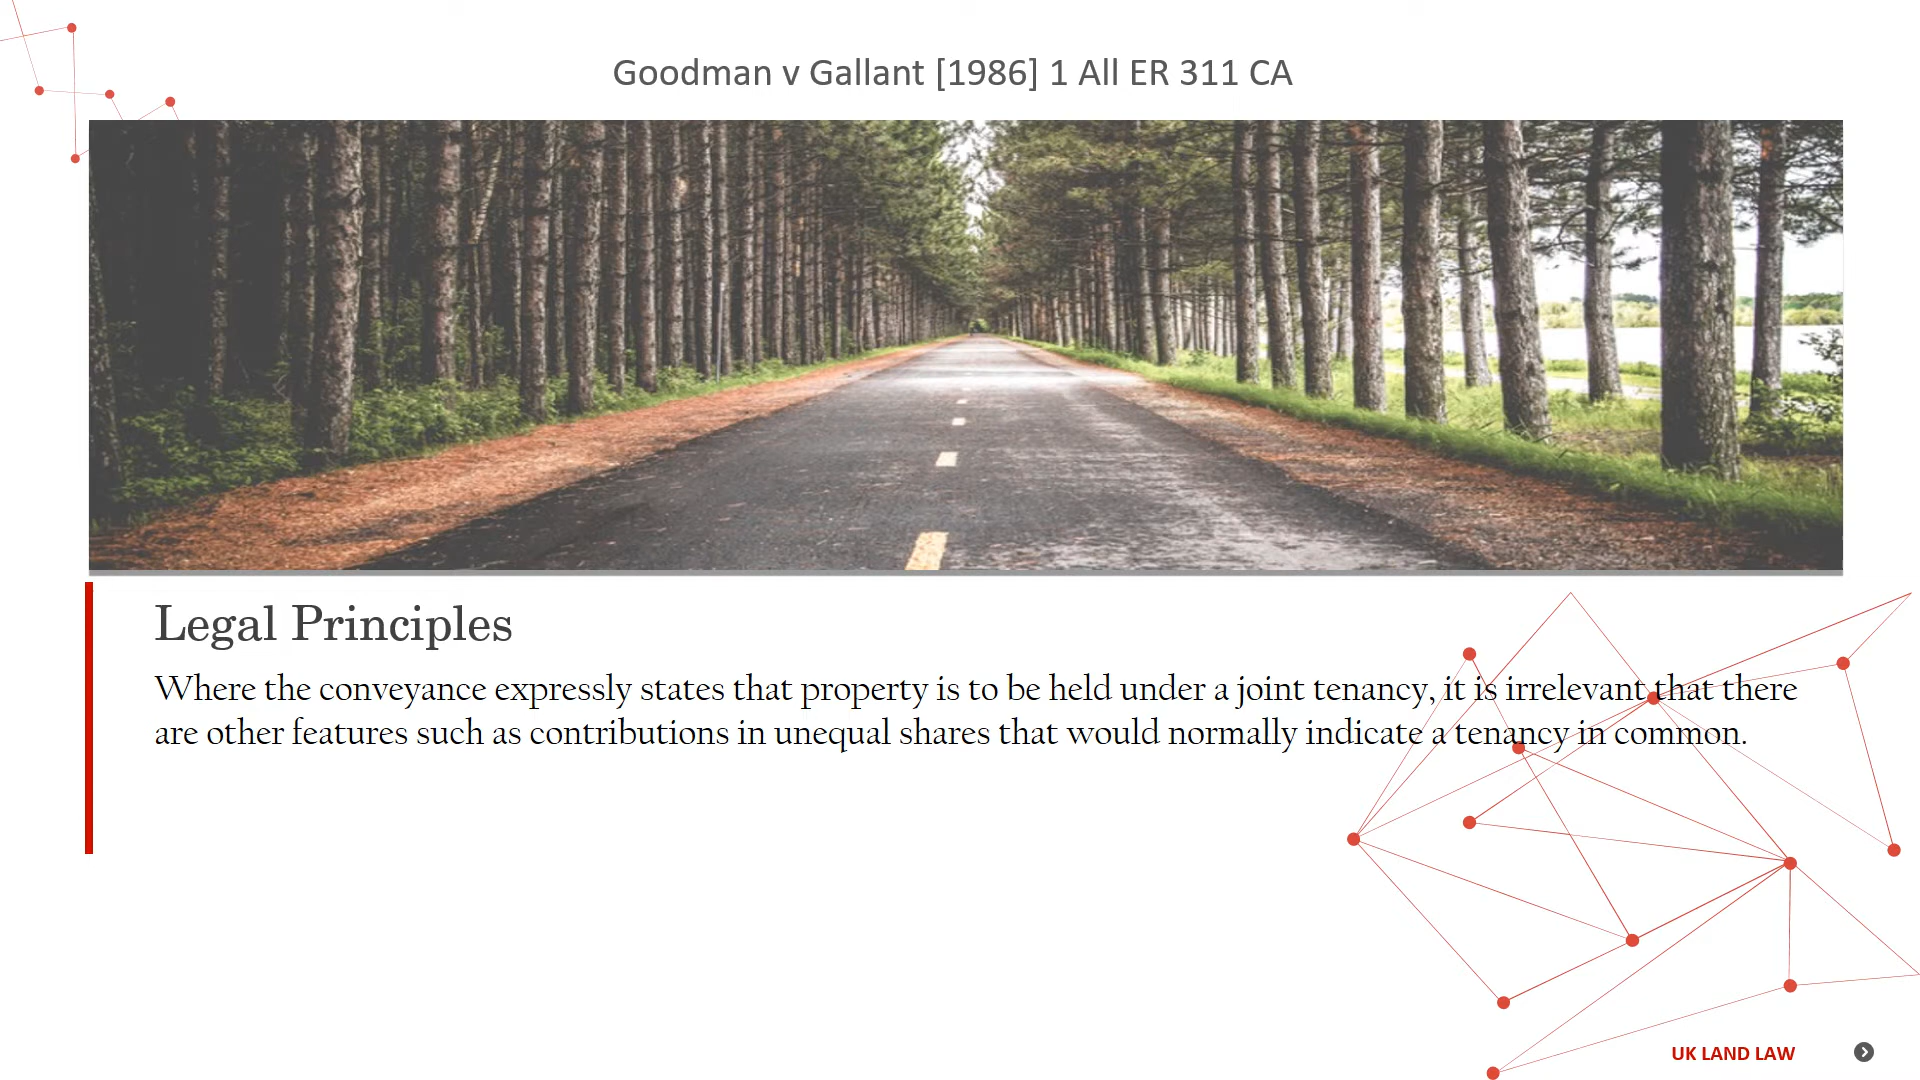 Goodman v Gallant [1986] 1 All ER 311 CA
Legal Principles
Where the conveyance expressly states that property is to be held under a joint tenancy, it is irrelevant that there
are other features such as contributions in unequal shares that would normally indicate a tenancy in common.
UK LAND LAW